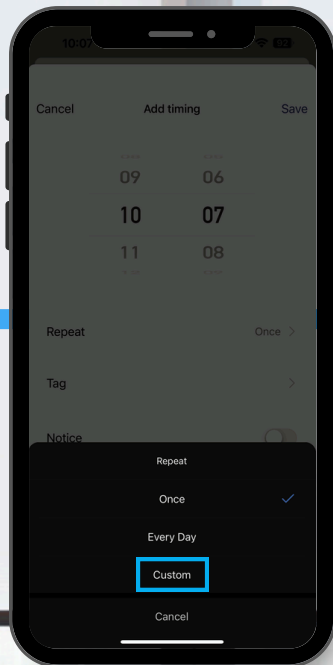 10:07
Cancel Add timing Save
09 06
10 07
11 08
Repeat Once
Tag
Notice
Repeat
Once
Every Day
Custom
Cancel